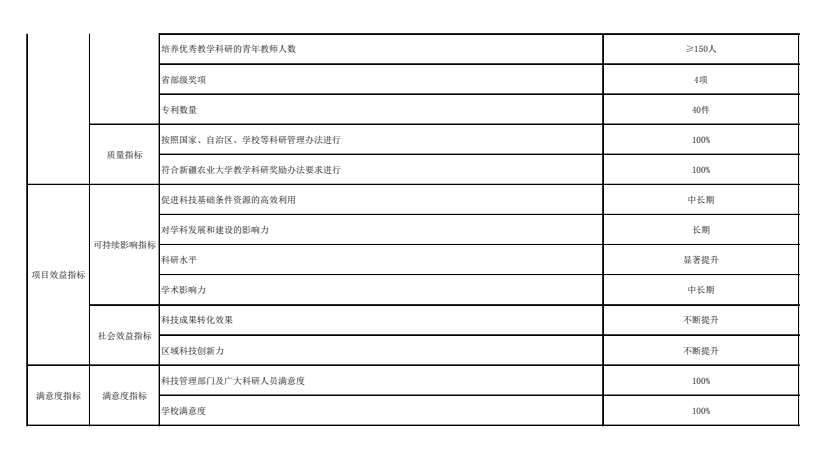 培养优秀教学科研的青年教师人数 ≥150人
省部级奖项 4项
专利数量 40件
质量指标
按照国家、自治区、学校等科研管理办法进行 100%
符合新疆农业大学教学科研奖励办法要求进行 100%
项目效益指标
可持续影响指标
促进科技基础条件资源的高效利用 中长期
对学科发展和建设的影响力 长期
科研水平 显著提升
学术影响力 中长期
社会效益指标
科技成果转化效果 不断提升
区域科技创新力 不断提升
满意度指标
满意度指标
科技管理部门及广大科研人员满意度 100%
学校满意度 100%